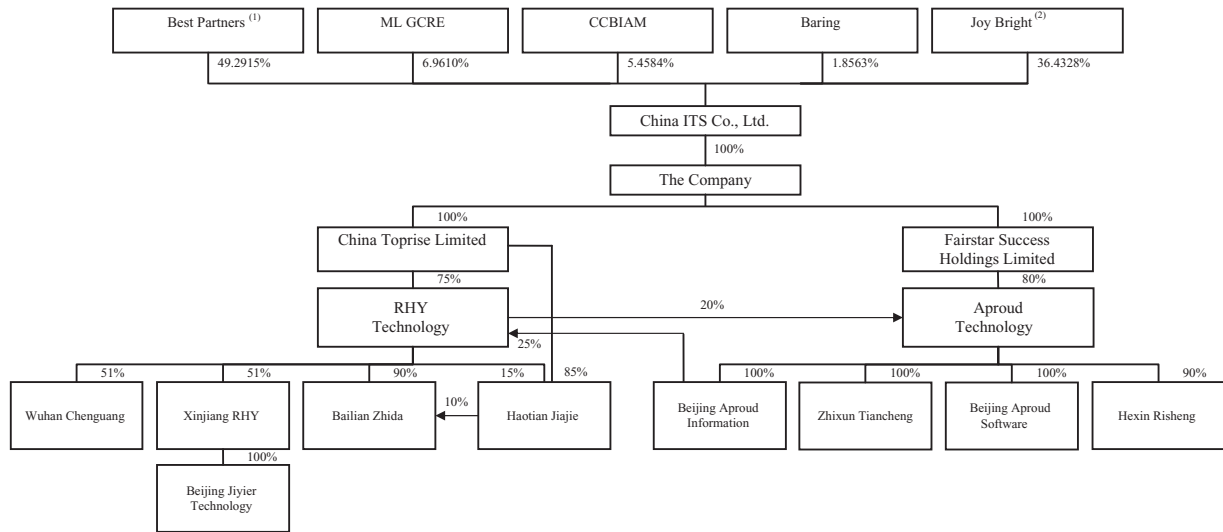 Best Partners (1)
ML GCRE
CCBIAM
Baring
Joy Bright (2)
49.2915%
6.9610%
5.4584%
1.8563%
36.4328%
China ITS Co., Ltd.
100%
The Company
100%
100%
China Toprise Limited
Fairstar Success
Holdings Limited
75%
80%
RHY
Technology
20%
Aproud
Technology
25%
51%
51%
90%
15%
85%
100%
100%
100%
90%
Wuhan Chenguang
Xinjiang RHY
Bailian Zhida
10%
Haotian Jiajie
Beijing Aproud
Information
Zhixun Tiancheng
Beijing Aproud
Software
Hexin Risheng
100%
Beijing Jiyier
Technology